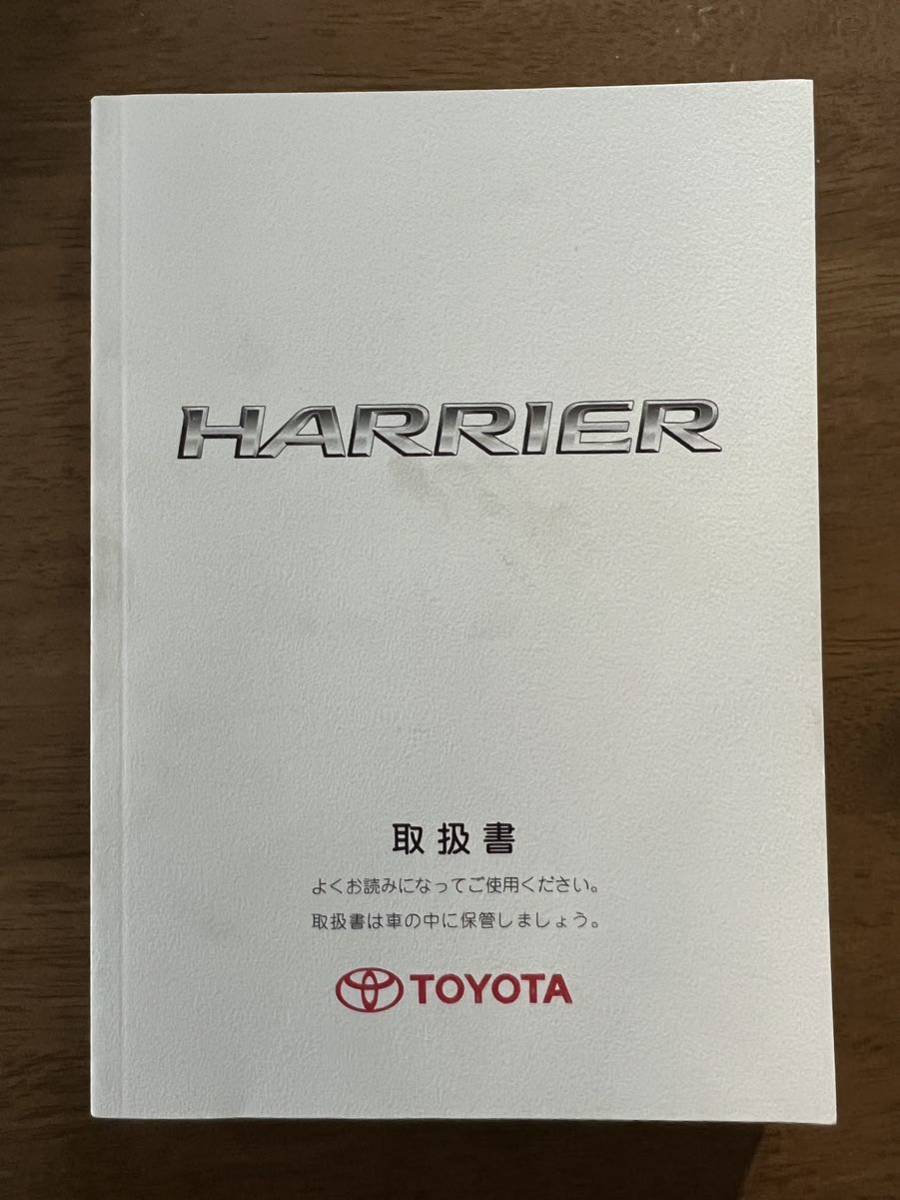 HARRIER
取扱書
よくお読みになってご使用ください。
取扱書は車の中に保管しましょう。
TOYOTA